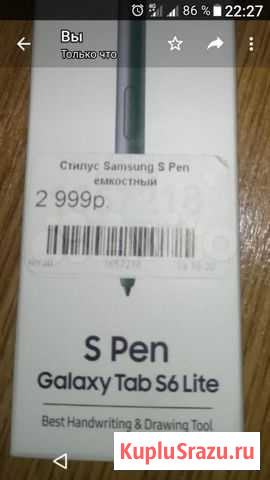 86 % 22:27
Вы
Только что
Стилус Samsung S Pen
емкостный
2 999р.
S Pen
Galaxy Tab S6 Lite
Best Handwriting & Drawing Tool
KupluSrazu.ru